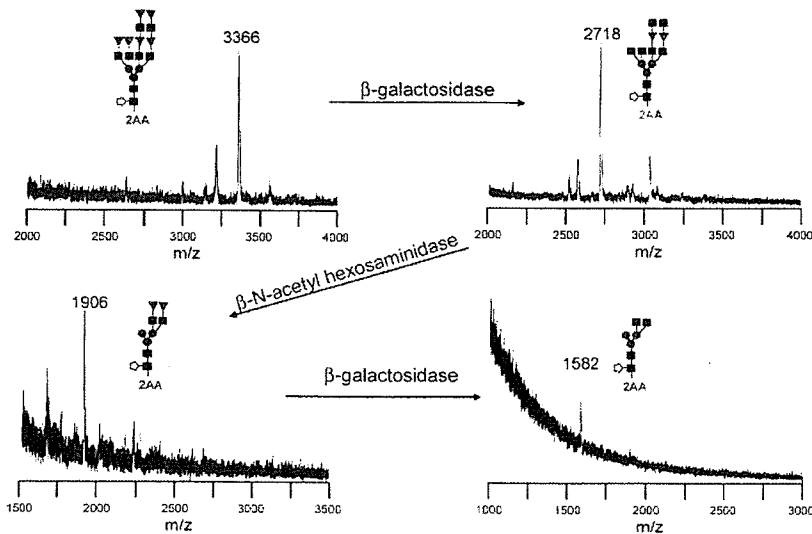 3366
2AA
2000 2500 3000 3500 4000
m/z
β-galactosidase
2718
2AA
2000 2500 3000 3500 4000
m/z
β-N-acetyl hexosaminidase
1906
2AA
1500 2000 2500 3000 3500
m/z
β-galactosidase
1582
2AA
1000 1500 2000 2500 3000
m/z